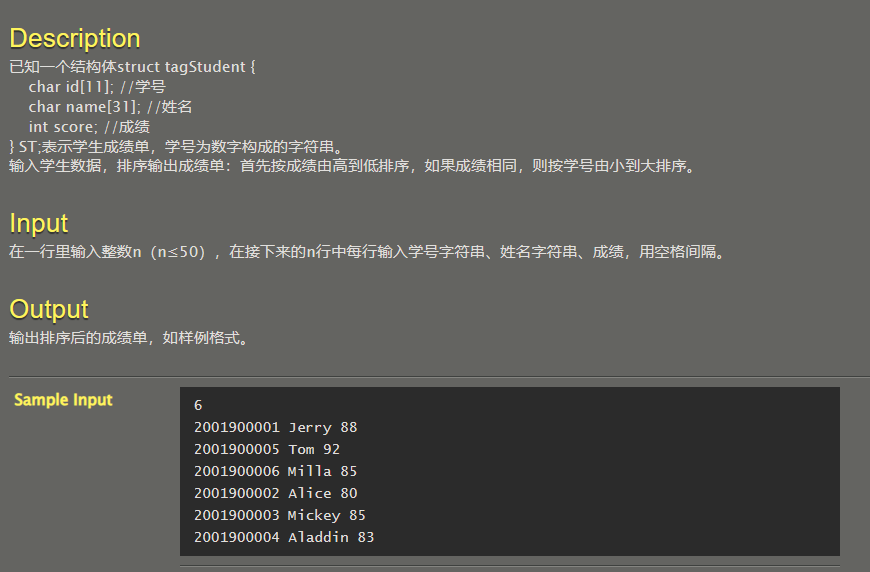 Description
已知一个结构体struct tagStudent {
char id[11]; //学号
char name[31]; //姓名
int score; //成绩
} ST;表示学生成绩单，学号为数字构成的字符串。
输入学生数据，排序输出成绩单：首先按成绩由高到低排序，如果成绩相同，则按学号由小到大排序。
Input
在一行里输入整数n（n≤50），在接下来的n行中每行输入学号字符串、姓名字符串、成绩，用空格间隔。
Output
输出排序后的成绩单，如样例格式。
Sample Input
6
2001900001 Jerry 88
2001900005 Tom 92
2001900006 Milla 85
2001900002 Alice 80
2001900003 Mickey 85
2001900004 Aladdin 83